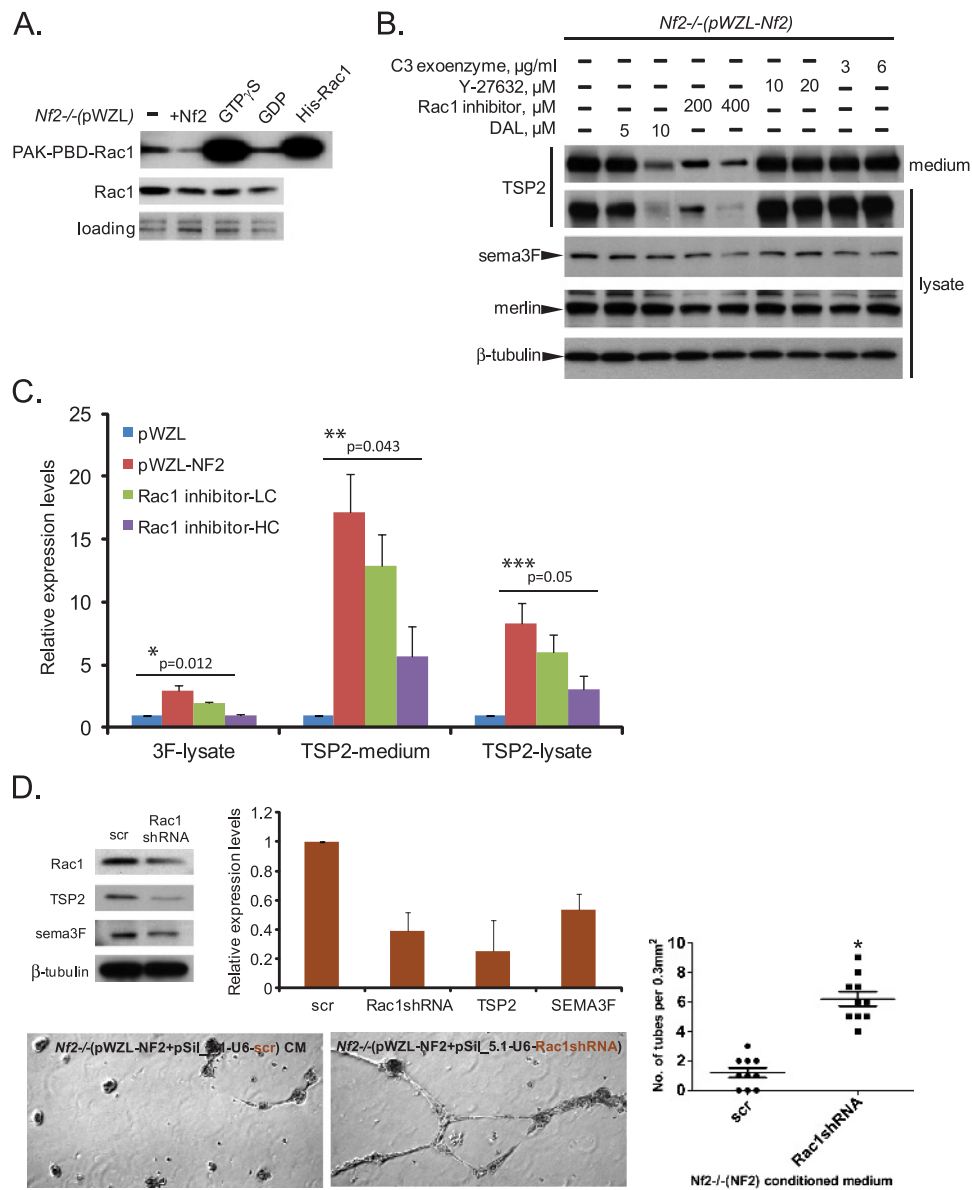 A.
Nf2-/-(pWZL) – +Nf2 GTPγS GDP His-Rac1
PAK-PBD-Rac1
Rac1
loading
B.
Nf2-/-(pWZL-Nf2)
C3 exoenzyme, µg/ml – – – – – – – 3 6
Y-27632, µM – – – – – 10 20 – –
Rac1 inhibitor, µM – – – 200 400 – – – –
DAL, µM – 5 10 – – – – – –
TSP2
medium
sema3F
merlin
β-tubulin
lysate
C.
Relative expression levels
25
20
15
10
5
0
pWZL
pWZL-NF2
Rac1 inhibitor-LC
Rac1 inhibitor-HC
*
p=0.012
**
p=0.043
***
p=0.05
3F-lysate TSP2-medium TSP2-lysate
D.
scr Rac1 shRNA
Rac1
TSP2
sema3F
β-tubulin
Relative expression levels
1.2
1
0.8
0.6
0.4
0.2
0
scr Rac1shRNA TSP2 SEMA3F
Nf2-/-(pWZL-NF2+pSil_5.1-U6-scr) CM
Nf2-/-(pWZL-NF2+pSil_5.1-U6-Rac1shRNA)
No. of tubes per 0.3mm²
10
8
6
4
2
0
*
scr Rac1shRNA
Nf2-/-(NF2) conditioned medium